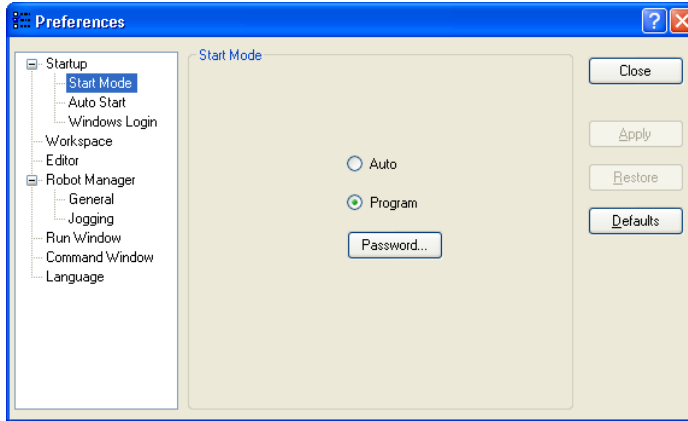 Preferences
Startup
Start Mode
Auto Start
Windows Login
Workspace
Editor
Robot Manager
General
Jogging
Run Window
Command Window
Language
Start Mode
Auto
Program
Password...
Close
Apply
Restore
Defaults